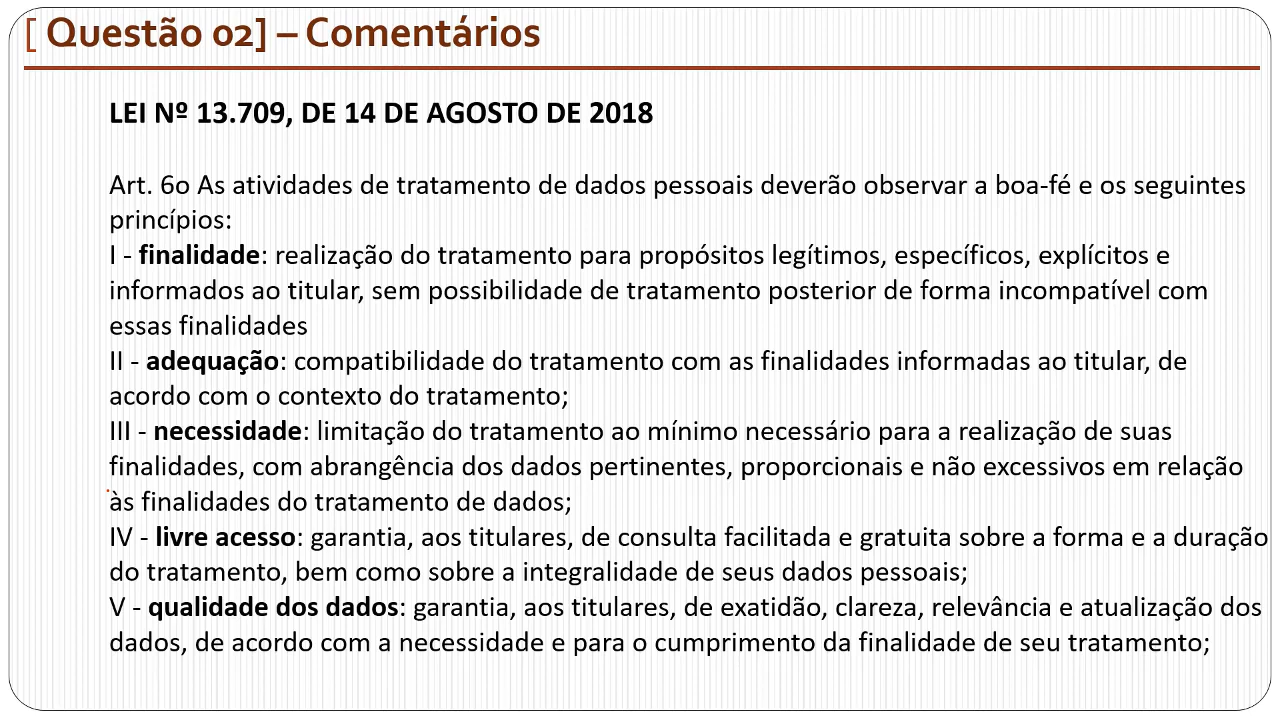 [ Questão 02] – Comentários
LEI Nº 13.709, DE 14 DE AGOSTO DE 2018
Art. 6o As atividades de tratamento de dados pessoais deverão observar a boa-fé e os seguintes
princípios:
I - finalidade: realização do tratamento para propósitos legítimos, específicos, explícitos e
informados ao titular, sem possibilidade de tratamento posterior de forma incompatível com
essas finalidades
II - adequação: compatibilidade do tratamento com as finalidades informadas ao titular, de
acordo com o contexto do tratamento;
III - necessidade: limitação do tratamento ao mínimo necessário para a realização de suas
finalidades, com abrangência dos dados pertinentes, proporcionais e não excessivos em relação
às finalidades do tratamento de dados;
IV - livre acesso: garantia, aos titulares, de consulta facilitada e gratuita sobre a forma e a duração
do tratamento, bem como sobre a integralidade de seus dados pessoais;
V - qualidade dos dados: garantia, aos titulares, de exatidão, clareza, relevância e atualização dos
dados, de acordo com a necessidade e para o cumprimento da finalidade de seu tratamento;